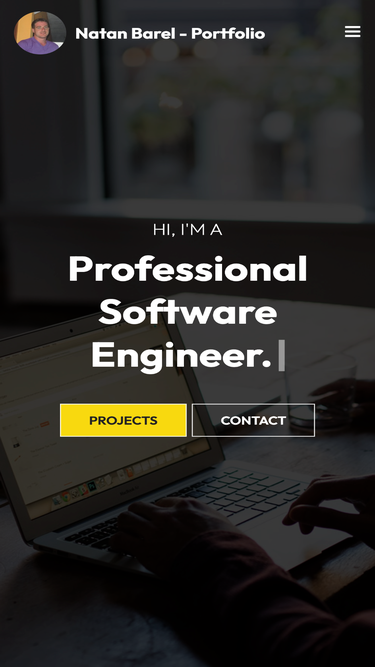 Natan Barel - Portfolio
HI, I'M A
Professional
Software
Engineer.
PROJECTS
CONTACT